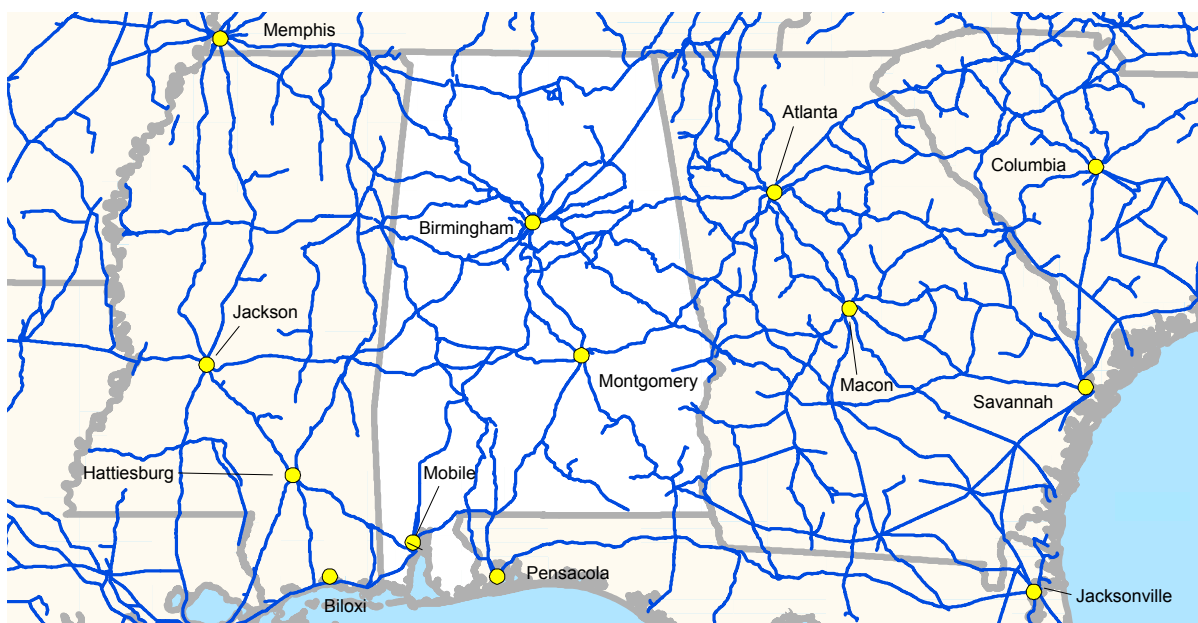 Memphis
Atlanta
Columbia
Birmingham
Jackson
Montgomery
Macon
Savannah
Hattiesburg
Mobile
Pensacola
Biloxi
Jacksonville